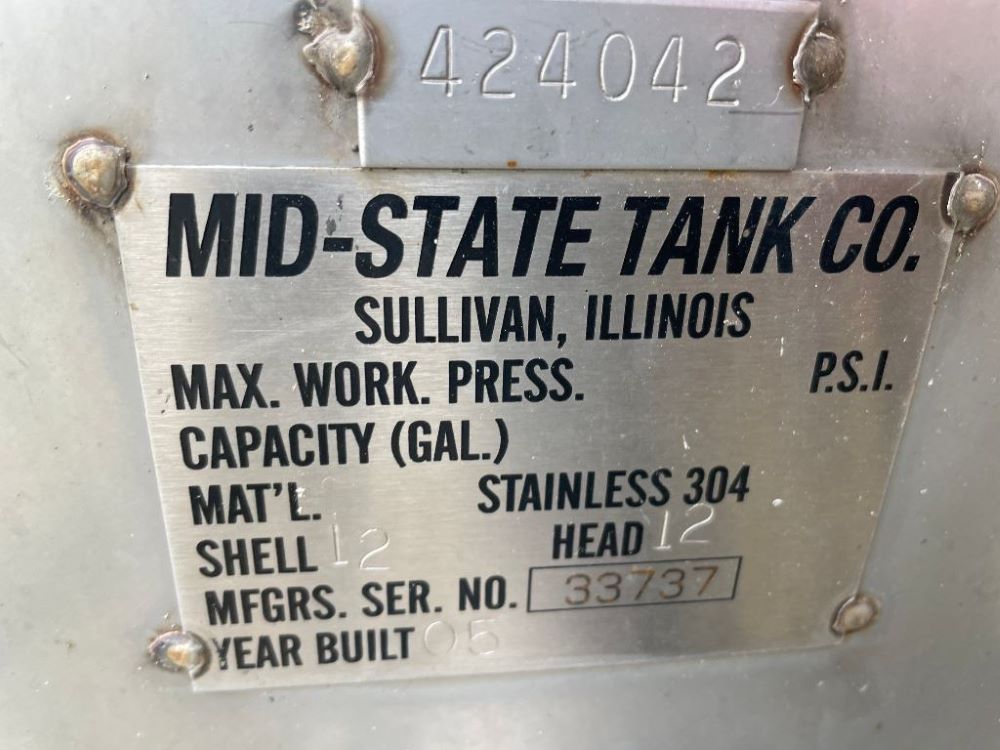 424042
MID-STATE TANK CO.
SULLIVAN, ILLINOIS
MAX. WORK. PRESS. P.S.I.
CAPACITY (GAL.)
MAT'L. STAINLESS 304
SHELL 12 HEAD 12
MFGRS. SER. NO. 33737
YEAR BUILT 05